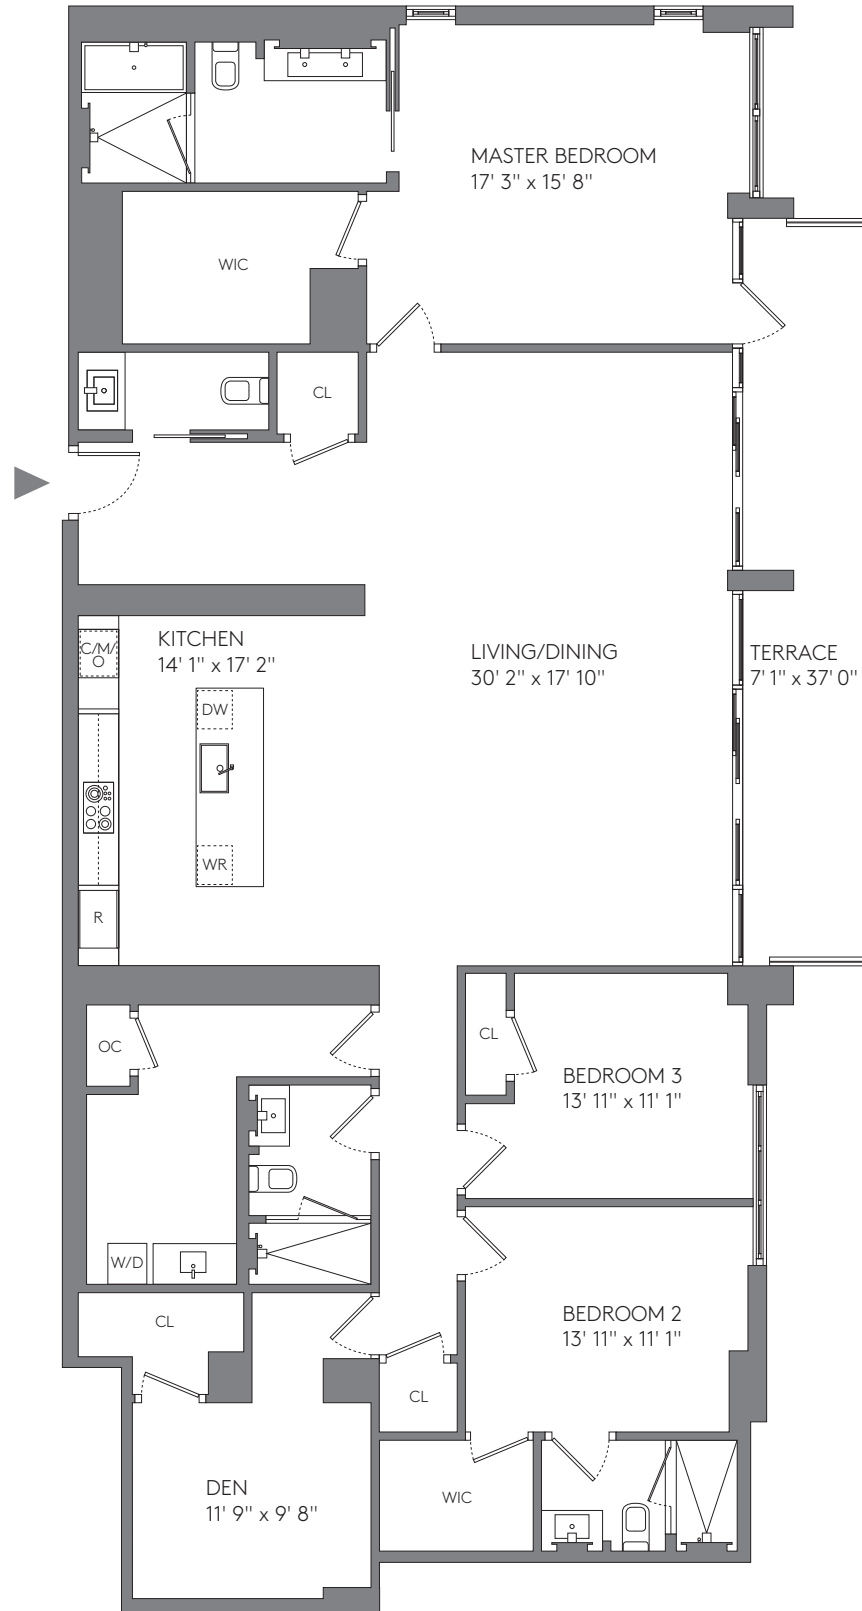 MASTER BEDROOM
17' 3" x 15' 8"
WIC
CL
KITCHEN
14' 1" x 17' 2"
C/M/
O
LIVING/DINING
30' 2" x 17' 10"
TERRACE
7' 1" x 37' 0"
DW
WR
R
OC
CL
BEDROOM 3
13' 11" x 11' 1"
W/D
CL
BEDROOM 2
13' 11" x 11' 1"
CL
DEN
11' 9" x 9' 8"
WIC